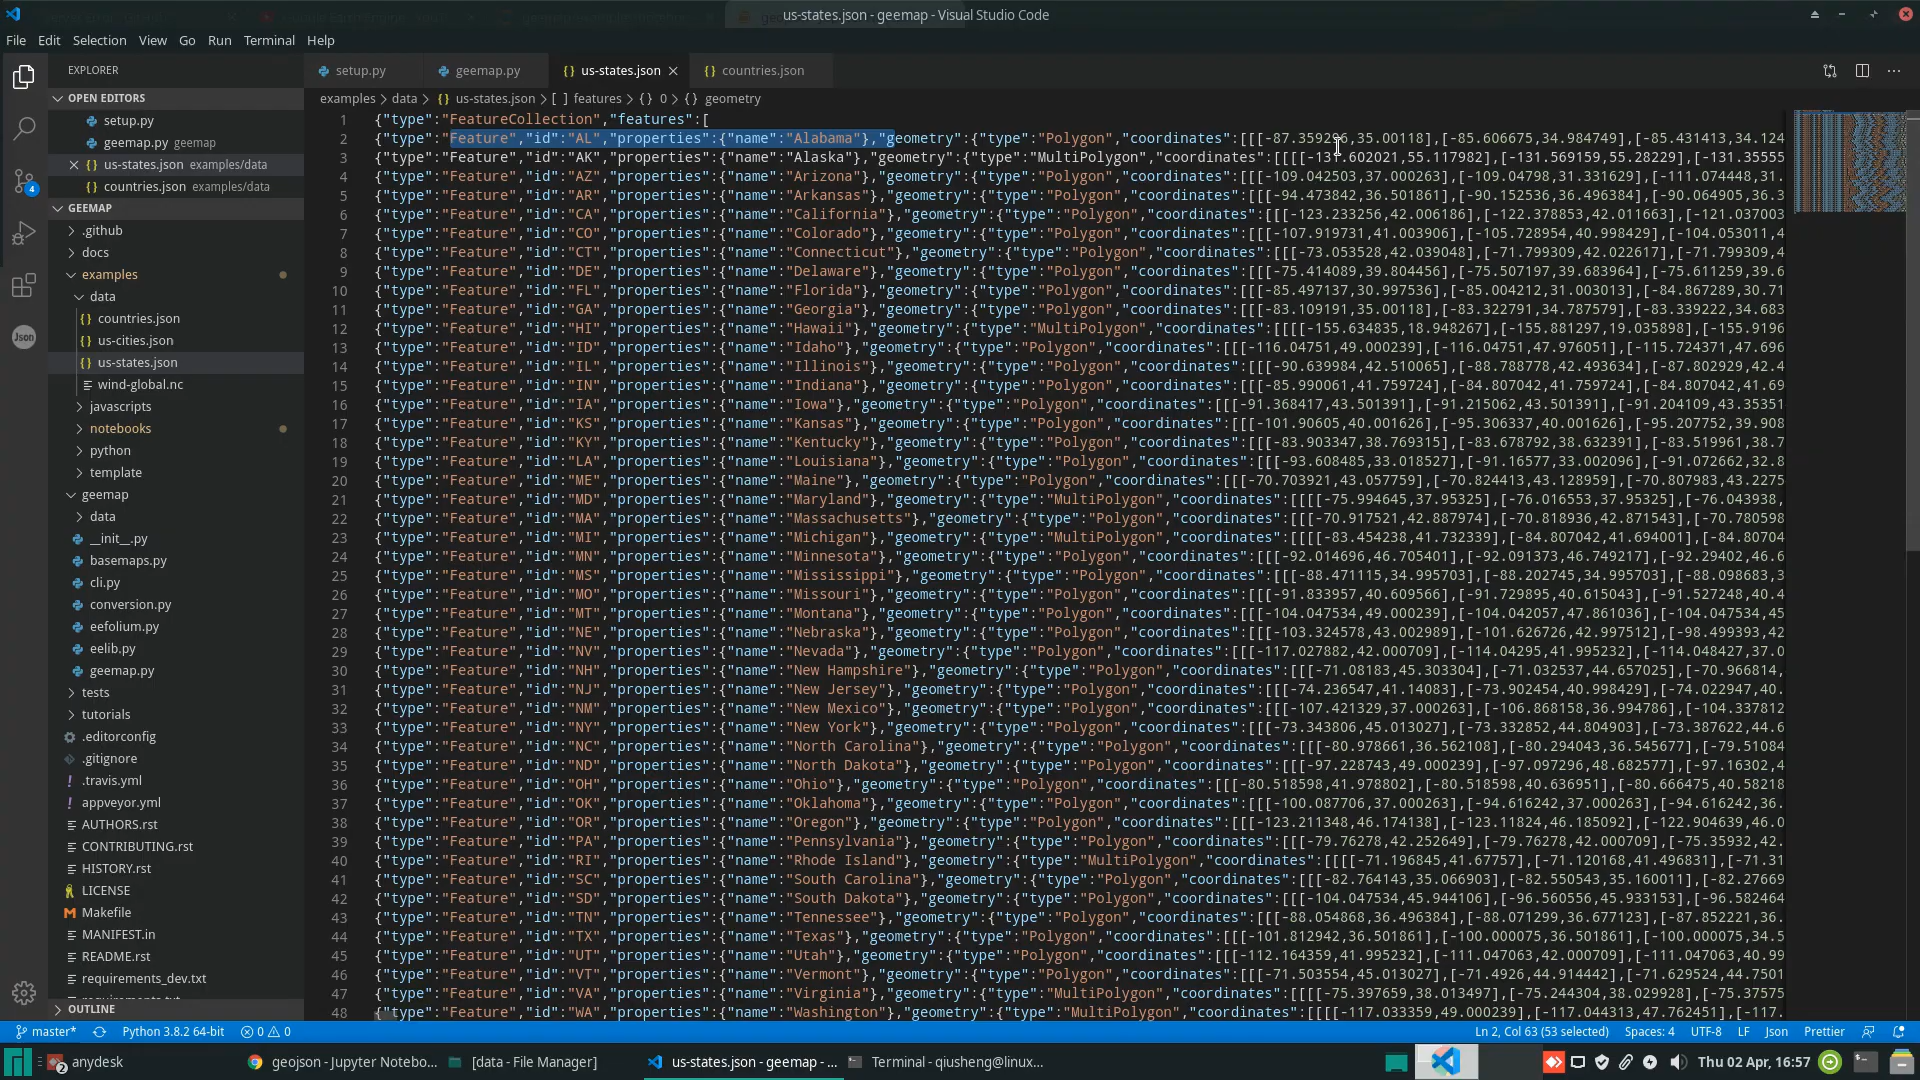 us-states.json - geemap - Visual Studio Code
File Edit Selection View Go Run Terminal Help
EXPLORER
OPEN EDITORS
setup.py
geemap.py geemap
us-states.json examples/data
countries.json examples/data
GEEMAP
.github
docs
examples
data
countries.json
us-cities.json
us-states.json
wind-global.nc
javascripts
notebooks
python
template
geemap
data
__init__.py
basemaps.py
cli.py
conversion.py
eefolium.py
eelib.py
geemap.py
tests
tutorials
.editorconfig
.gitignore
.travis.yml
appveyor.yml
AUTHORS.rst
CONTRIBUTING.rst
HISTORY.rst
LICENSE
Makefile
MANIFEST.in
README.rst
requirements_dev.txt
OUTLINE
4
Json
setup.py geemap.py us-states.json countries.json
examples > data > {} us-states.json > [ ] features > {} 0 > {} geometry
1 {"type":"FeatureCollection","features":[
2 {"type":"Feature","id":"AL","properties":{"name":"Alabama"},"geometry":{"type":"Polygon","coordinates":[[[-87.359296,35.00118],[-85.606675,34.984749],[-85.431413,34.124
3 {"type":"Feature","id":"AK","properties":{"name":"Alaska"},"geometry":{"type":"MultiPolygon","coordinates":[[[[-131.602021,55.117982],[-131.569159,55.28229],[-131.35555
4 {"type":"Feature","id":"AZ","properties":{"name":"Arizona"},"geometry":{"type":"Polygon","coordinates":[[[-109.042503,37.000263],[-109.04798,31.331629],[-111.074448,31.
5 {"type":"Feature","id":"AR","properties":{"name":"Arkansas"},"geometry":{"type":"Polygon","coordinates":[[[-94.473842,36.501861],[-90.152536,36.496384],[-90.064905,36.3
6 {"type":"Feature","id":"CA","properties":{"name":"California"},"geometry":{"type":"Polygon","coordinates":[[[-123.233256,42.006186],[-122.378853,42.011663],[-121.037003
7 {"type":"Feature","id":"CO","properties":{"name":"Colorado"},"geometry":{"type":"Polygon","coordinates":[[[-107.919731,41.003906],[-105.728954,40.998429],[-104.053011,4
8 {"type":"Feature","id":"CT","properties":{"name":"Connecticut"},"geometry":{"type":"Polygon","coordinates":[[[-73.053528,42.039048],[-71.799309,42.022617],[-71.799309,4
9 {"type":"Feature","id":"DE","properties":{"name":"Delaware"},"geometry":{"type":"Polygon","coordinates":[[[-75.414089,39.804456],[-75.507197,39.683964],[-75.611259,39.6
10 {"type":"Feature","id":"FL","properties":{"name":"Florida"},"geometry":{"type":"Polygon","coordinates":[[[-85.497137,30.997536],[-85.004212,31.003013],[-84.867289,30.71
11 {"type":"Feature","id":"GA","properties":{"name":"Georgia"},"geometry":{"type":"Polygon","coordinates":[[[-83.109191,35.00118],[-83.322791,34.787579],[-83.339222,34.683
12 {"type":"Feature","id":"HI","properties":{"name":"Hawaii"},"geometry":{"type":"MultiPolygon","coordinates":[[[[-155.634835,18.948267],[-155.881297,19.035898],[-155.9196
13 {"type":"Feature","id":"ID","properties":{"name":"Idaho"},"geometry":{"type":"Polygon","coordinates":[[[-116.04751,49.000239],[-116.04751,47.976051],[-115.724371,47.696
14 {"type":"Feature","id":"IL","properties":{"name":"Illinois"},"geometry":{"type":"Polygon","coordinates":[[[-90.639984,42.510065],[-88.788778,42.493634],[-87.802929,42.4
15 {"type":"Feature","id":"IN","properties":{"name":"Indiana"},"geometry":{"type":"Polygon","coordinates":[[[-85.990061,41.759724],[-84.807042,41.759724],[-84.807042,41.69
16 {"type":"Feature","id":"IA","properties":{"name":"Iowa"},"geometry":{"type":"Polygon","coordinates":[[[-91.368417,43.501391],[-91.215062,43.501391],[-91.204109,43.35351
17 {"type":"Feature","id":"KS","properties":{"name":"Kansas"},"geometry":{"type":"Polygon","coordinates":[[[-101.90605,40.001626],[-95.306337,40.001626],[-95.207752,39.908
18 {"type":"Feature","id":"KY","properties":{"name":"Kentucky"},"geometry":{"type":"Polygon","coordinates":[[[-83.903347,38.769315],[-83.678792,38.632391],[-83.519961,38.7
19 {"type":"Feature","id":"LA","properties":{"name":"Louisiana"},"geometry":{"type":"Polygon","coordinates":[[[-93.608485,33.018527],[-91.16577,33.002096],[-91.072662,32.8
20 {"type":"Feature","id":"ME","properties":{"name":"Maine"},"geometry":{"type":"Polygon","coordinates":[[[-70.703921,43.057759],[-70.824413,43.128959],[-70.807983,43.2275
21 {"type":"Feature","id":"MD","properties":{"name":"Maryland"},"geometry":{"type":"MultiPolygon","coordinates":[[[[-75.994645,37.95325],[-76.016553,37.95325],[-76.043938,
22 {"type":"Feature","id":"MA","properties":{"name":"Massachusetts"},"geometry":{"type":"Polygon","coordinates":[[[-70.917521,42.887974],[-70.818936,42.871543],[-70.780598
23 {"type":"Feature","id":"MI","properties":{"name":"Michigan"},"geometry":{"type":"MultiPolygon","coordinates":[[[[-83.454238,41.732339],[-84.807042,41.694001],[-84.80704
24 {"type":"Feature","id":"MN","properties":{"name":"Minnesota"},"geometry":{"type":"Polygon","coordinates":[[[-92.014696,46.705401],[-92.091373,46.749217],[-92.29402,46.6
25 {"type":"Feature","id":"MS","properties":{"name":"Mississippi"},"geometry":{"type":"Polygon","coordinates":[[[-88.471115,34.995703],[-88.202745,34.995703],[-88.098683,3
26 {"type":"Feature","id":"MO","properties":{"name":"Missouri"},"geometry":{"type":"Polygon","coordinates":[[[-91.833957,40.609566],[-91.729895,40.615043],[-91.527248,40.4
27 {"type":"Feature","id":"MT","properties":{"name":"Montana"},"geometry":{"type":"Polygon","coordinates":[[[-104.047534,49.000239],[-104.042057,47.861036],[-104.047534,45
28 {"type":"Feature","id":"NE","properties":{"name":"Nebraska"},"geometry":{"type":"Polygon","coordinates":[[[-103.324578,43.002989],[-101.626726,42.997512],[-98.499393,42
29 {"type":"Feature","id":"NV","properties":{"name":"Nevada"},"geometry":{"type":"Polygon","coordinates":[[[-117.027882,42.000709],[-114.04295,41.995232],[-114.048427,37.0
30 {"type":"Feature","id":"NH","properties":{"name":"New Hampshire"},"geometry":{"type":"Polygon","coordinates":[[[-71.08183,45.303304],[-71.032537,44.657025],[-70.966814,
31 {"type":"Feature","id":"NJ","properties":{"name":"New Jersey"},"geometry":{"type":"Polygon","coordinates":[[[-74.236547,41.14083],[-73.902454,40.998429],[-74.022947,40.
32 {"type":"Feature","id":"NM","properties":{"name":"New Mexico"},"geometry":{"type":"Polygon","coordinates":[[[-107.421329,37.000263],[-106.868158,36.994786],[-104.337812
33 {"type":"Feature","id":"NY","properties":{"name":"New York"},"geometry":{"type":"Polygon","coordinates":[[[-73.343806,45.013027],[-73.332852,44.804903],[-73.387622,44.6
34 {"type":"Feature","id":"NC","properties":{"name":"North Carolina"},"geometry":{"type":"Polygon","coordinates":[[[-80.978661,36.562108],[-80.294043,36.545677],[-79.51084
35 {"type":"Feature","id":"ND","properties":{"name":"North Dakota"},"geometry":{"type":"Polygon","coordinates":[[[-97.228743,49.000239],[-97.097296,48.682577],[-97.16302,4
36 {"type":"Feature","id":"OH","properties":{"name":"Ohio"},"geometry":{"type":"Polygon","coordinates":[[[-80.518598,41.978802],[-80.518598,40.636951],[-80.666475,40.58218
37 {"type":"Feature","id":"OK","properties":{"name":"Oklahoma"},"geometry":{"type":"Polygon","coordinates":[[[-100.087706,37.000263],[-94.616242,37.000263],[-94.616242,36.
38 {"type":"Feature","id":"OR","properties":{"name":"Oregon"},"geometry":{"type":"Polygon","coordinates":[[[-123.211348,46.174138],[-123.11824,46.185092],[-122.904639,46.0
39 {"type":"Feature","id":"PA","properties":{"name":"Pennsylvania"},"geometry":{"type":"Polygon","coordinates":[[[-79.76278,42.252649],[-79.76278,42.000709],[-75.35932,42.
40 {"type":"Feature","id":"RI","properties":{"name":"Rhode Island"},"geometry":{"type":"MultiPolygon","coordinates":[[[[-71.196845,41.67757],[-71.120168,41.496831],[-71.31
41 {"type":"Feature","id":"SC","properties":{"name":"South Carolina"},"geometry":{"type":"Polygon","coordinates":[[[-82.764143,35.066903],[-82.550543,35.160011],[-82.27669
42 {"type":"Feature","id":"SD","properties":{"name":"South Dakota"},"geometry":{"type":"Polygon","coordinates":[[[-104.047534,45.944106],[-96.560556,45.933153],[-96.582464
43 {"type":"Feature","id":"TN","properties":{"name":"Tennessee"},"geometry":{"type":"Polygon","coordinates":[[[-88.054868,36.496384],[-88.071299,36.677123],[-87.852221,36.
44 {"type":"Feature","id":"TX","properties":{"name":"Texas"},"geometry":{"type":"Polygon","coordinates":[[[-101.812942,36.501861],[-100.000075,36.501861],[-100.000075,34.5
45 {"type":"Feature","id":"UT","properties":{"name":"Utah"},"geometry":{"type":"Polygon","coordinates":[[[-112.164359,41.995232],[-111.047063,42.000709],[-111.047063,40.99
46 {"type":"Feature","id":"VT","properties":{"name":"Vermont"},"geometry":{"type":"Polygon","coordinates":[[[-71.503554,45.013027],[-71.4926,44.914442],[-71.629524,44.7501
47 {"type":"Feature","id":"VA","properties":{"name":"Virginia"},"geometry":{"type":"MultiPolygon","coordinates":[[[[-75.397659,38.013497],[-75.244304,38.029928],[-75.37575
48 {"type":"Feature","id":"WA","properties":{"name":"Washington"},"geometry":{"type":"MultiPolygon","coordinates":[[[[-117.033359,49.000239],[-117.044313,47.762451],[-117.
master* Python 3.8.2 64-bit 0 0 Ln 2, Col 63 (53 selected) Spaces: 4 UTF-8 LF Json Prettier
2 anydesk geojson - Jupyter Notebo... [data - File Manager] us-states.json - geemap - ... Terminal - qiusheng@linux... Thu 02 Apr, 16:57